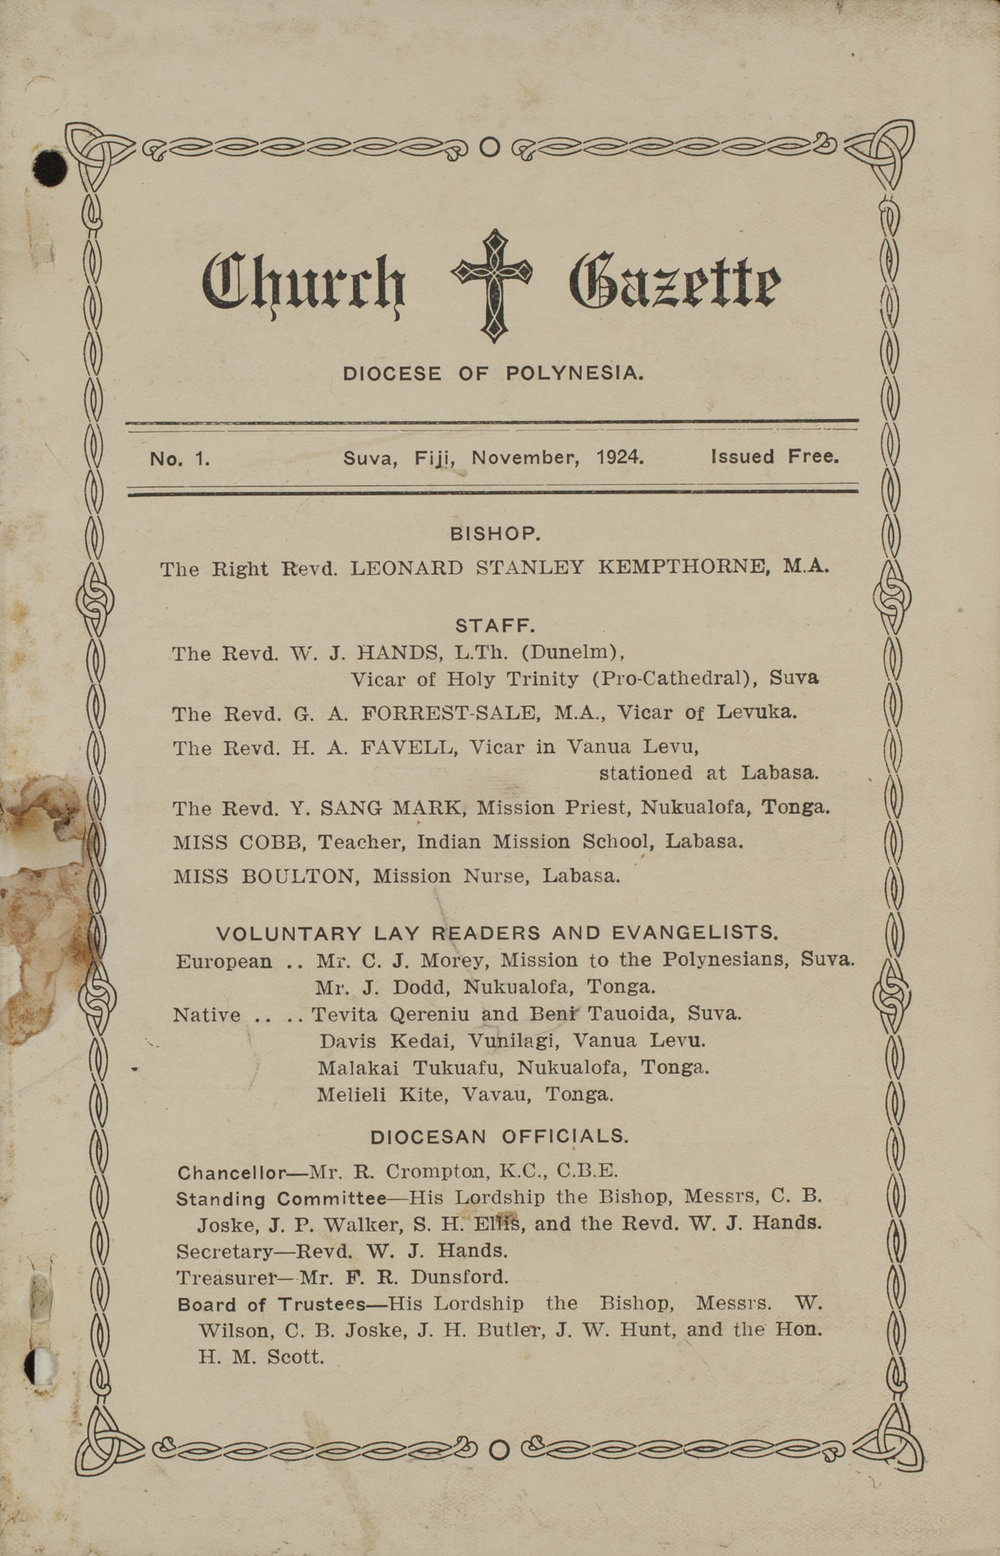 Church Gazette
DIOCESE OF POLYNESIA.
No. 1. Suva, Fiji, November, 1924. Issued Free.
BISHOP.
The Right Revd. LEONARD STANLEY KEMPTHORNE, M.A.
STAFF.
The Revd. W. J. HANDS, L.Th. (Dunelm),
Vicar of Holy Trinity (Pro-Cathedral), Suva
The Revd. G. A. FORREST-SALE, M.A., Vicar of Levuka.
The Revd. H. A. FAVELL, Vicar in Vanua Levu,
stationed at Labasa.
The Revd. Y. SANG MARK, Mission Priest, Nukualofa, Tonga.
MISS COBB, Teacher, Indian Mission School, Labasa.
MISS BOULTON, Mission Nurse, Labasa.
VOLUNTARY LAY READERS AND EVANGELISTS.
European .. Mr. C. J. Morey, Mission to the Polynesians, Suva.
Mr. J. Dodd, Nukualofa, Tonga.
Native .. .. Tevita Qereniu and Beni Tauoida, Suva.
Davis Kedai, Vunilagi, Vanua Levu.
Malakai Tukuafu, Nukualofa, Tonga.
Melieli Kite, Vavau, Tonga.
DIOCESAN OFFICIALS.
Chancellor—Mr. R. Crompton, K.C., C.B.E.
Standing Committee—His Lordship the Bishop, Messrs, C. B.
Joske, J. P. Walker, S. H. Ellis, and the Revd. W. J. Hands.
Secretary—Revd. W. J. Hands.
Treasurer—Mr. F. R. Dunsford.
Board of Trustees—His Lordship the Bishop, Messrs. W.
Wilson, C. B. Joske, J. H. Butler, J. W. Hunt, and the Hon.
H. M. Scott.